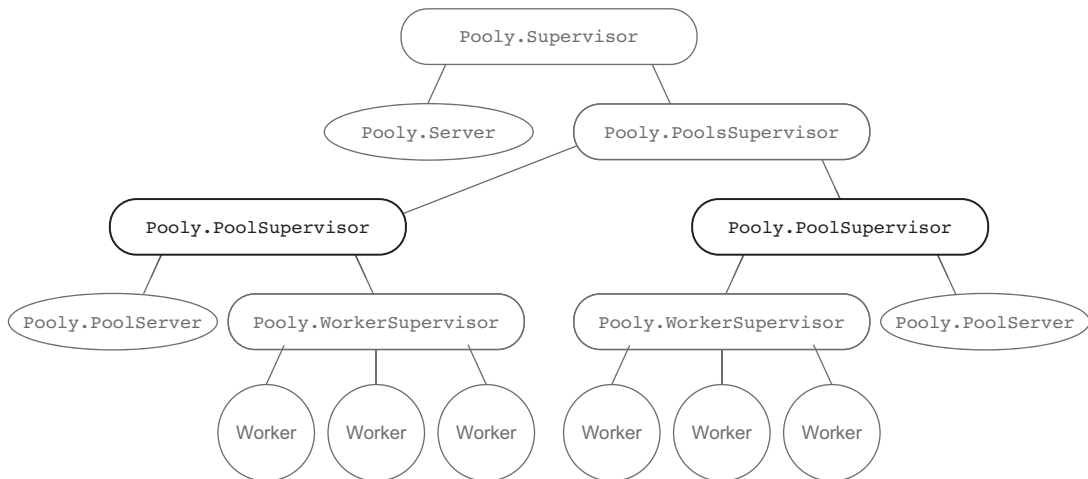 Pooly.Supervisor
Pooly.Server
Pooly.PoolsSupervisor
Pooly.PoolSupervisor
Pooly.PoolSupervisor
Pooly.PoolServer
Pooly.WorkerSupervisor
Pooly.WorkerSupervisor
Pooly.PoolServer
Worker
Worker
Worker
Worker
Worker
Worker